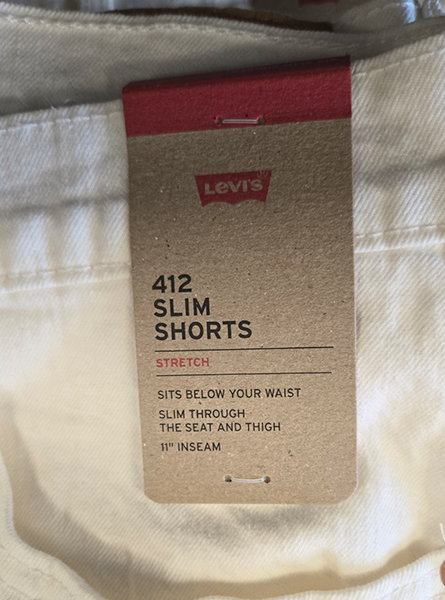 Levi's
412
SLIM
SHORTS
STRETCH
SITS BELOW YOUR WAIST
SLIM THROUGH
THE SEAT AND THIGH
11" INSEAM